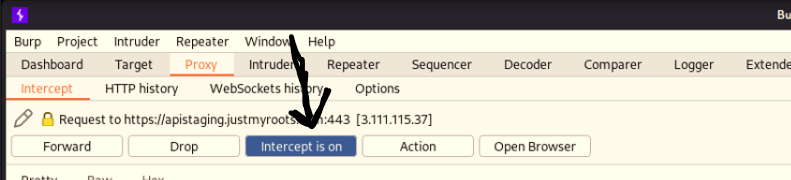 Bu
Burp Project Intruder Repeater Window Help
Dashboard Target Proxy Intruder Repeater Sequencer Decoder Comparer Logger Extende
Intercept HTTP history WebSockets history Options
Request to https://apistaging.justmyroots :443 [3.111.115.37]
Forward Drop Intercept is on Action Open Browser
Pretty Raw Hex